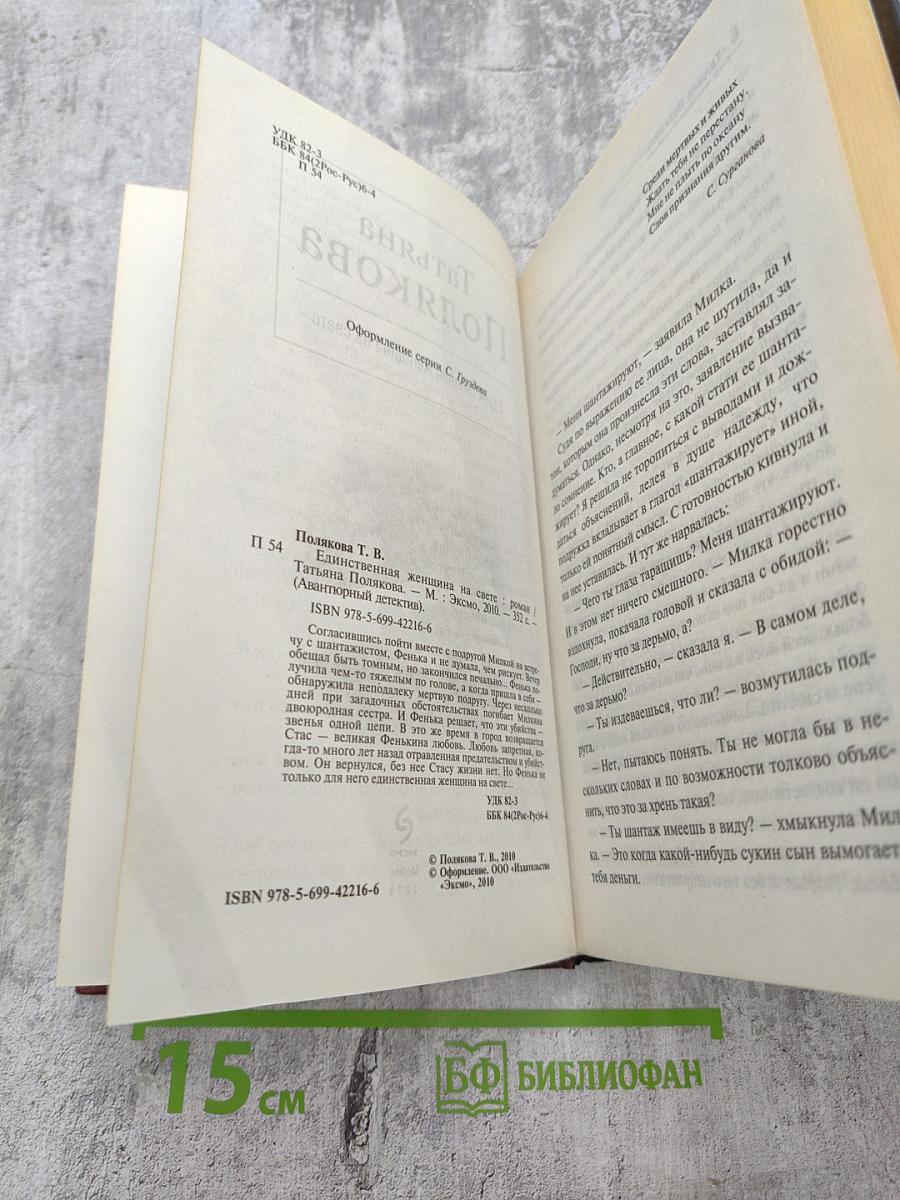 УДК 82-3
ББК 84(2Рос-Рус)6-4
П 54
Татьяна
Полякова
Оформление серии С. Груздева
Полякова Т. В.
П 54 Единственная женщина на свете : роман /
Татьяна Полякова. — М. : Эксмо, 2010. — 352 с. —
(Авантюрный детектив).
ISBN 978-5-699-42216-6
Согласившись пойти вместе с подругой Милкой на встре-
чу с шантажистом, Фенька и не думала, чем рискует. Вечер
обещал быть томным, но закончился печально... Фенька по-
лучила чем-то тяжелым по голове, а когда пришла в себя —
обнаружила неподалеку мертвую подругу. Через несколько
дней при загадочных обстоятельствах погибает Милкина
двоюродная сестра. И Фенька решает, что эти убийства —
звенья одной цепи. В это же время в город возвращается
Стас — великая Фенькина любовь. Любовь запретная, ко-
гда-то много лет назад отравленная предательством и убийст-
вом. Он вернулся, без нее Стасу жизни нет. Но Фенька не
только для него единственная женщина на свете...
УДК 82-3
ББК 84(2Рос-Рус)6-4
© Полякова Т. В., 2010
© Оформление. ООО «Издательство
«Эксмо», 2010
ISBN 978-5-699-42216-6
Среди мертвых и живых
Ждать тебя не перестану.
Мне не плыть по океану
Слов признания другим.
С. Сурганова
— Меня шантажируют, — заявила Милка.
Судя по выражению ее лица, она не шутила, да и
тон, которым она произнесла эти слова, заставлял за-
думаться. Однако, несмотря на это, заявление вызва-
ло сомнение. Кто, а главное, с какой стати ее шанта-
жирует? Я решила не торопиться с выводами и дож-
даться объяснений, лелея в душе надежду, что
подружка вкладывает в глагол «шантажирует» иной,
только ей понятный смысл. С готовностью кивнула и
на нее уставилась. И тут же нарвалась:
— Чего ты глаза таращишь? Меня шантажируют.
И в этом нет ничего смешного. — Милка горестно
вздохнула, покачала головой и сказала с обидой: —
Господи, ну что за дерьмо, а?
— Действительно, — сказала я. — В самом деле,
что за дерьмо?
— Ты издеваешься, что ли? — возмутилась под-
руга.
— Нет, пытаюсь понять. Ты не могла бы в не-
скольких словах и по возможности толково объяс-
нить, что это за хрень такая?
— Ты шантаж имеешь в виду? — хмыкнула Мил-
ка. — Это когда какой-нибудь сукин сын вымогает
тебя деньги.
15 см
БФ БИБЛИОФАН